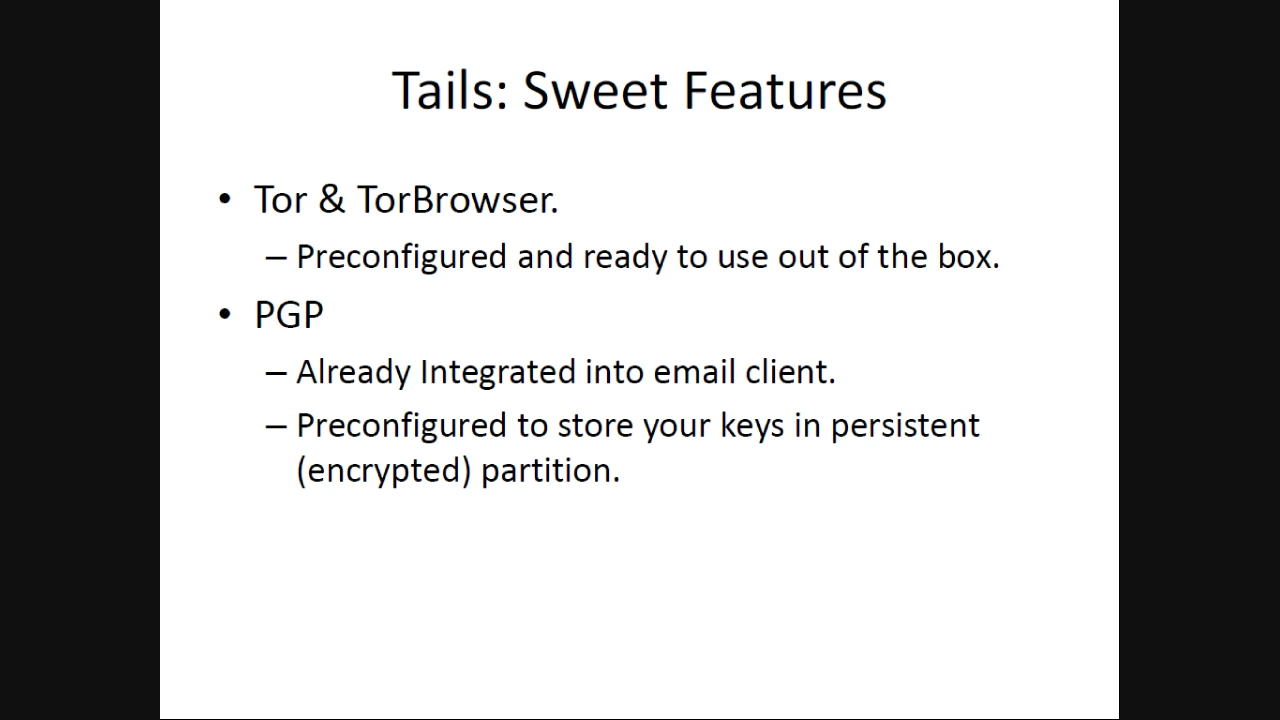 Tails: Sweet Features
• Tor & TorBrowser.
– Preconfigured and ready to use out of the box.
• PGP
– Already Integrated into email client.
– Preconfigured to store your keys in persistent
(encrypted) partition.